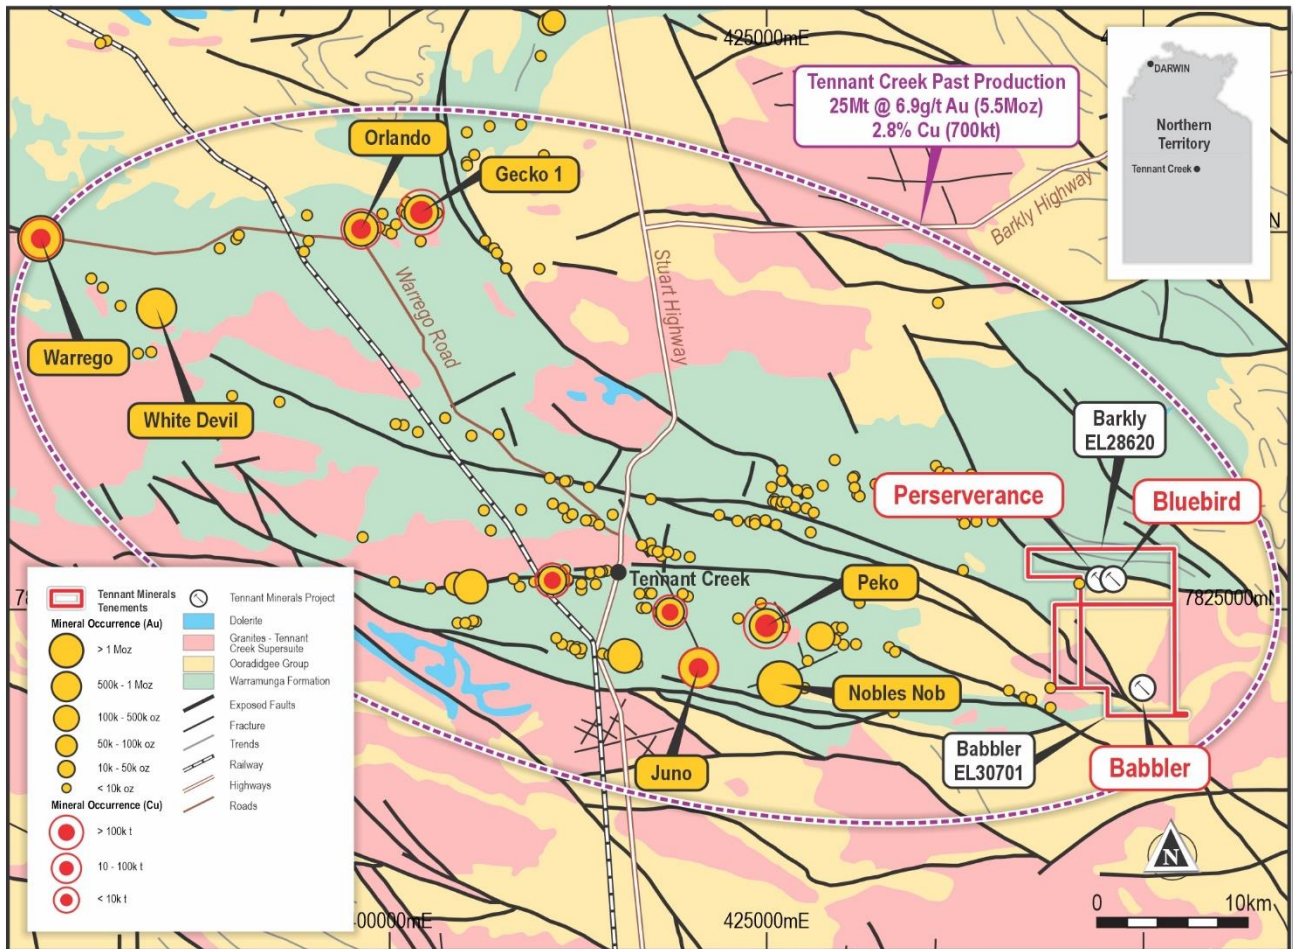 425000mE
Tennant Creek Past Production
25Mt @ 6.9g/t Au (5.5Moz)
2.8% Cu (700kt)
DARWIN
Northern
Territory
Tennant Creek
Orlando
Gecko 1
Barkly Highway
N
Warrego Road
Stuart Highway
Warrego
White Devil
Barkly
EL28620
Perserverance
Bluebird
Tennant Creek
Peko
7825000mN
Nobles Nob
Juno
Babbler
EL30701
Babbler
Tennant Minerals
Tenements
Mineral Occurrence (Au)
> 1 Moz
500k - 1 Moz
100k - 500k oz
50k - 100k oz
10k - 50k oz
< 10k oz
Mineral Occurrence (Cu)
> 100k t
10 - 100k t
< 10k t
Tennant Minerals Project
Dolerite
Granites - Tennant
Creek Supersuite
Ooradidgee Group
Warramunga Formation
Exposed Faults
Fracture
Trends
Railway
Highways
Roads
00000mE
425000mE
N
0 10km